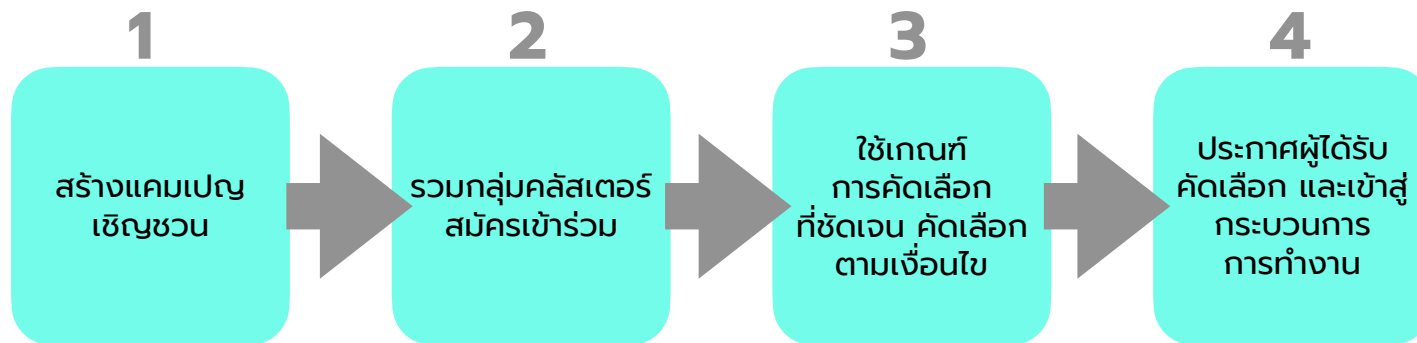 1
สร้างแคมเปญ
เชิญชวน
2
รวมกลุ่มคลัสเตอร์
สมัครเข้าร่วม
3
ใช้เกณฑ์
การคัดเลือก
ที่ชัดเจน คัดเลือก
ตามเงื่อนไข
4
ประกาศผู้ได้รับ
คัดเลือก และเข้าสู่
กระบวนการ
การทำงาน